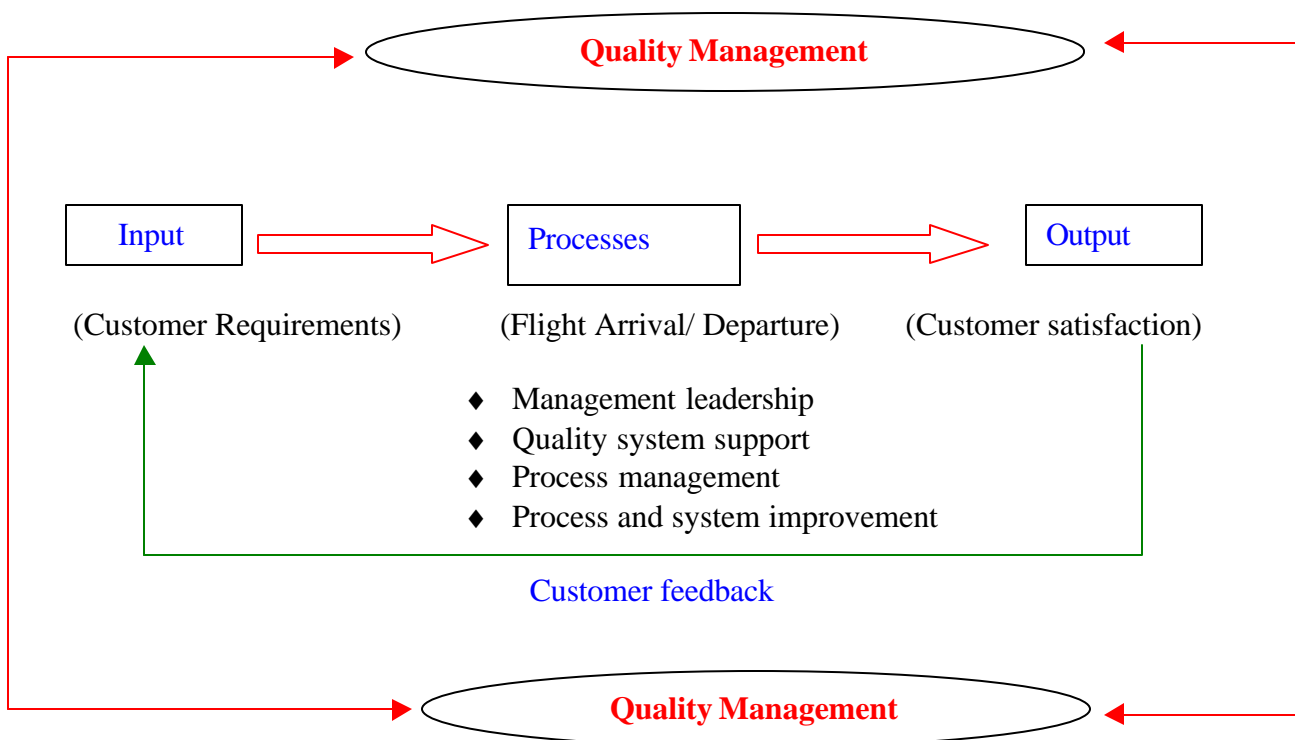 Quality Management
Input
Processes
Output
(Customer Requirements)
(Flight Arrival/ Departure)
(Customer satisfaction)
♦ Management leadership
♦ Quality system support
♦ Process management
♦ Process and system improvement
Customer feedback
Quality Management